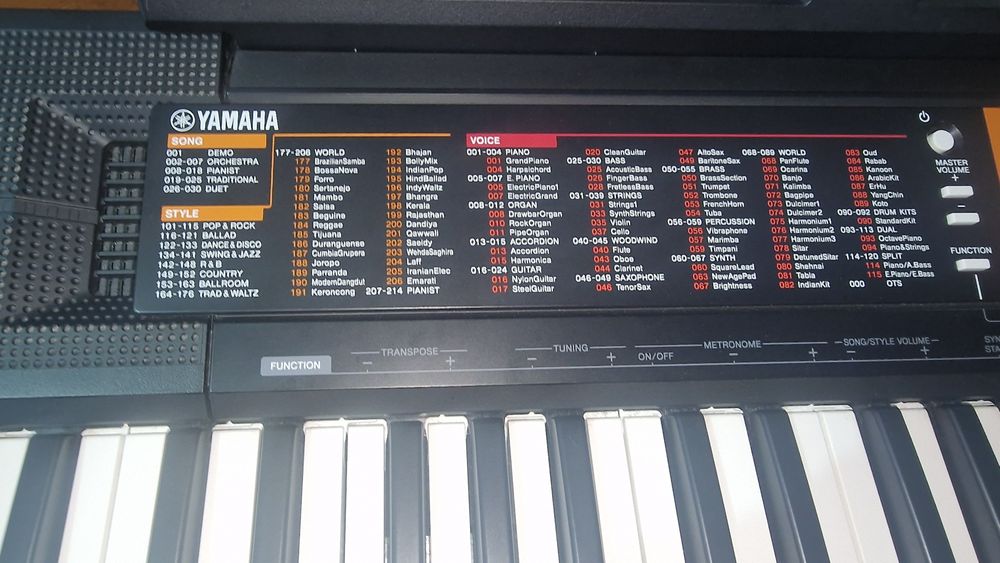 YAMAHA
SONG
001 DEMO
002-007 ORCHESTRA
008-018 PIANIST
019-025 TRADITIONAL
026-030 DUET
STYLE
101-115 POP & ROCK
116-121 BALLAD
122-133 DANCE & DISCO
134-141 SWING & JAZZ
142-148 R & B
149-152 COUNTRY
153-163 BALLROOM
164-176 TRAD & WALTZ
177-206 WORLD
177 BrazilianSamba
178 BossaNova
179 Forro
180 Sertanejo
181 Mambo
182 Salsa
183 Beguine
184 Reggae
185 Tijuana
186 Duranguense
187 CumbiaGrupera
188 Joropo
189 Parranda
190 ModernDangdut
191 Keroncong
192 Bhajan
193 BollyMix
194 IndianPop
195 HindBallad
196 IndyWaltz
197 Bhangra
198 Kerala
199 Rajasthan
200 Dandiya
201 Qawwali
202 Saeidy
203 WehdaSaghira
204 Laff
205 IranianElec
206 Emarati
207-214 PIANIST
VOICE
001-004 PIANO
001 GrandPiano
004 Harpsichord
005-007 E. PIANO
005 ElectricPiano1
007 ElectricGrand
008-012 ORGAN
008 DrawbarOrgan
010 RockOrgan
011 PipeOrgan
013-015 ACCORDION
013 Accordion
015 Harmonica
016-024 GUITAR
016 NylonGuitar
017 SteelGuitar
020 CleanGuitar
025-030 BASS
025 AcousticBass
026 FingerBass
028 FretlessBass
031-039 STRINGS
031 Strings1
033 SynthStrings
035 Violin
037 Cello
040-045 WOODWIND
040 Flute
043 Oboe
044 Clarinet
046-049 SAXOPHONE
046 TenorSax
047 AltoSax
049 BaritoneSax
050-055 BRASS
050 BrassSection
051 Trumpet
052 Trombone
053 FrenchHorn
054 Tuba
056-059 PERCUSSION
056 Vibraphone
057 Marimba
059 Timpani
060-067 SYNTH
060 SquareLead
063 NewAgePad
067 Brightness
068-089 WORLD
068 PanFlute
069 Ocarina
070 Banjo
071 Kalimba
072 Bagpipe
073 Dulcimer1
074 Dulcimer2
075 Harmonium1
076 Harmonium2
077 Harmonium3
078 Sitar
079 DetunedSitar
080 Shehnai
081 Tabla
082 IndianKit
083 Oud
084 Rabab
085 Kanoon
086 ArabicKit
087 ErHu
088 YangChin
089 Koto
090-092 DRUM KITS
090 StandardKit
093-113 DUAL
093 OctavePiano
094 Piano&Strings
114-120 SPLIT
114 Piano/A.Bass
115 E.Piano/E.Bass
000 OTS
MASTER
VOLUME
+
−
FUNCTION
FUNCTION
− TRANSPOSE +
− TUNING +
ON/OFF METRONOME − +
− SONG/STYLE VOLUME +